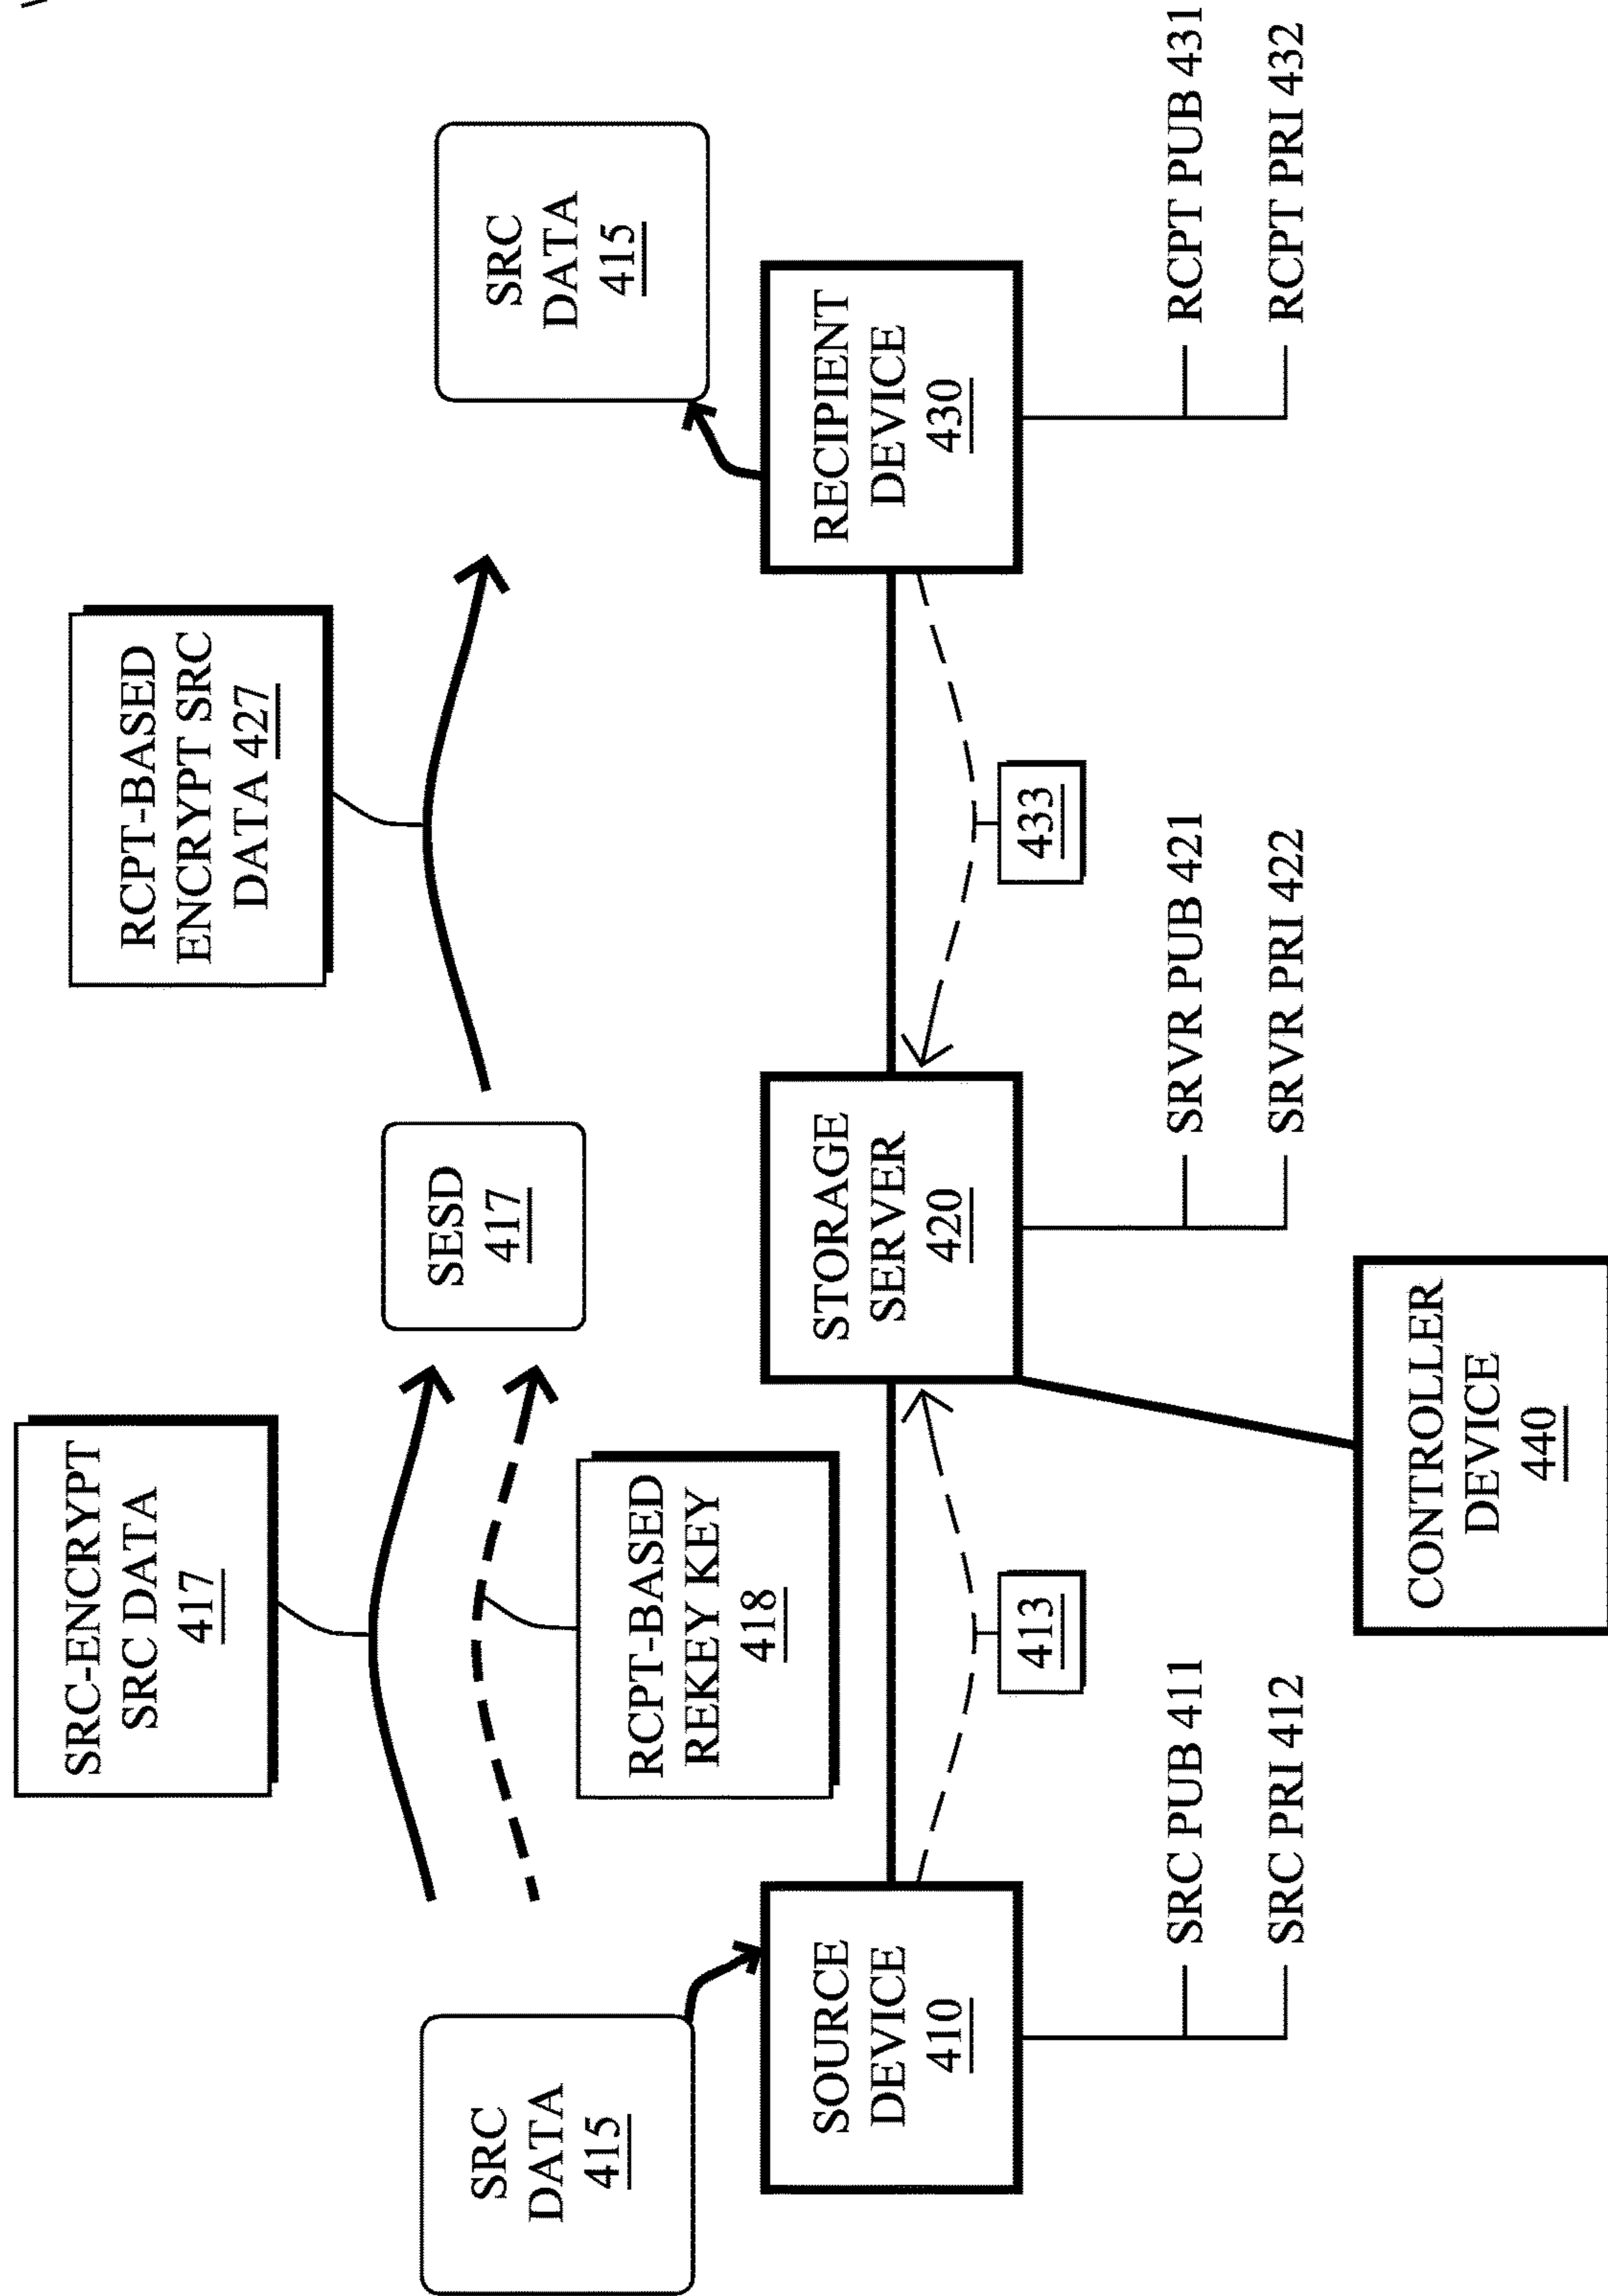 SRC-ENCRYPT
SRC DATA
417
RCPT-BASED
ENCRYPT SRC
DATA 427
SRC
DATA
415
SESD
417
SRC
DATA
415
RCPT-BASED
REKEY KEY
418
SOURCE
DEVICE
410
STORAGE
SERVER
420
RECIPIENT
DEVICE
430
413
433
SRC PUB 411
SRC PRI 412
SRVR PUB 421
SRVR PRI 422
RCPT PUB 431
RCPT PRI 432
CONTROLLER
DEVICE
440